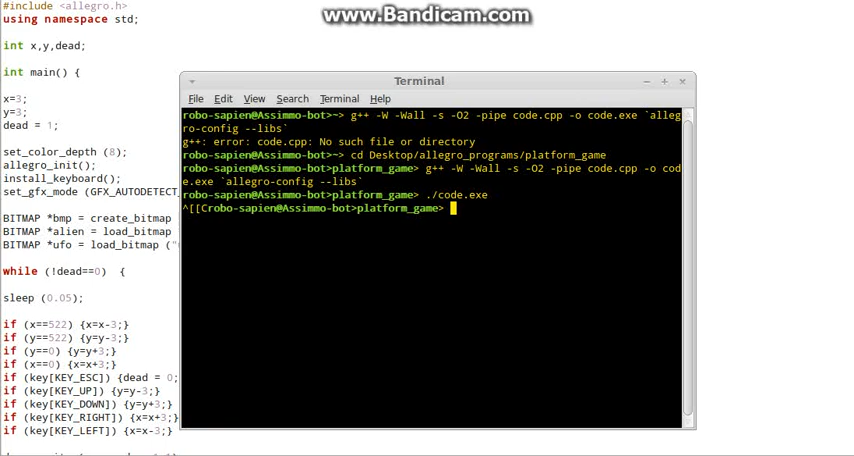 www.Bandicam.com
#include <allegro.h>
using namespace std;
int x,y,dead;
int main() {
x=3;
y=3;
dead = 1;
set_color_depth (8);
allegro_init();
install_keyboard();
set_gfx_mode (GFX_AUTODETECT_
BITMAP *bmp = create_bitmap
BITMAP *alien = load_bitmap
BITMAP *ufo = load_bitmap ("
while (!dead==0)  {
sleep (0.05);
if (x==522) {x=x-3;}
if (y==522) {y=y-3;}
if (y==0) {y=y+3;}
if (x==0) {x=x+3;}
if (key[KEY_ESC]) {dead = 0;
if (key[KEY_UP]) {y=y-3;}
if (key[KEY_DOWN]) {y=y+3;}
if (key[KEY_RIGHT]) {x=x+3;}
if (key[KEY_LEFT]) {x=x-3;}
Terminal
File Edit View Search Terminal Help
robo-sapien@Assimmo-bot>~> g++ -W -Wall -s -O2 -pipe code.cpp -o code.exe `alleg
ro-config --libs`
g++: error: code.cpp: No such file or directory
robo-sapien@Assimmo-bot>~> cd Desktop/allegro_programs/platform_game
robo-sapien@Assimmo-bot>platform_game> g++ -W -Wall -s -O2 -pipe code.cpp -o cod
e.exe `allegro-config --libs`
robo-sapien@Assimmo-bot>platform_game> ./code.exe
^[[Crobo-sapien@Assimmo-bot>platform_game>